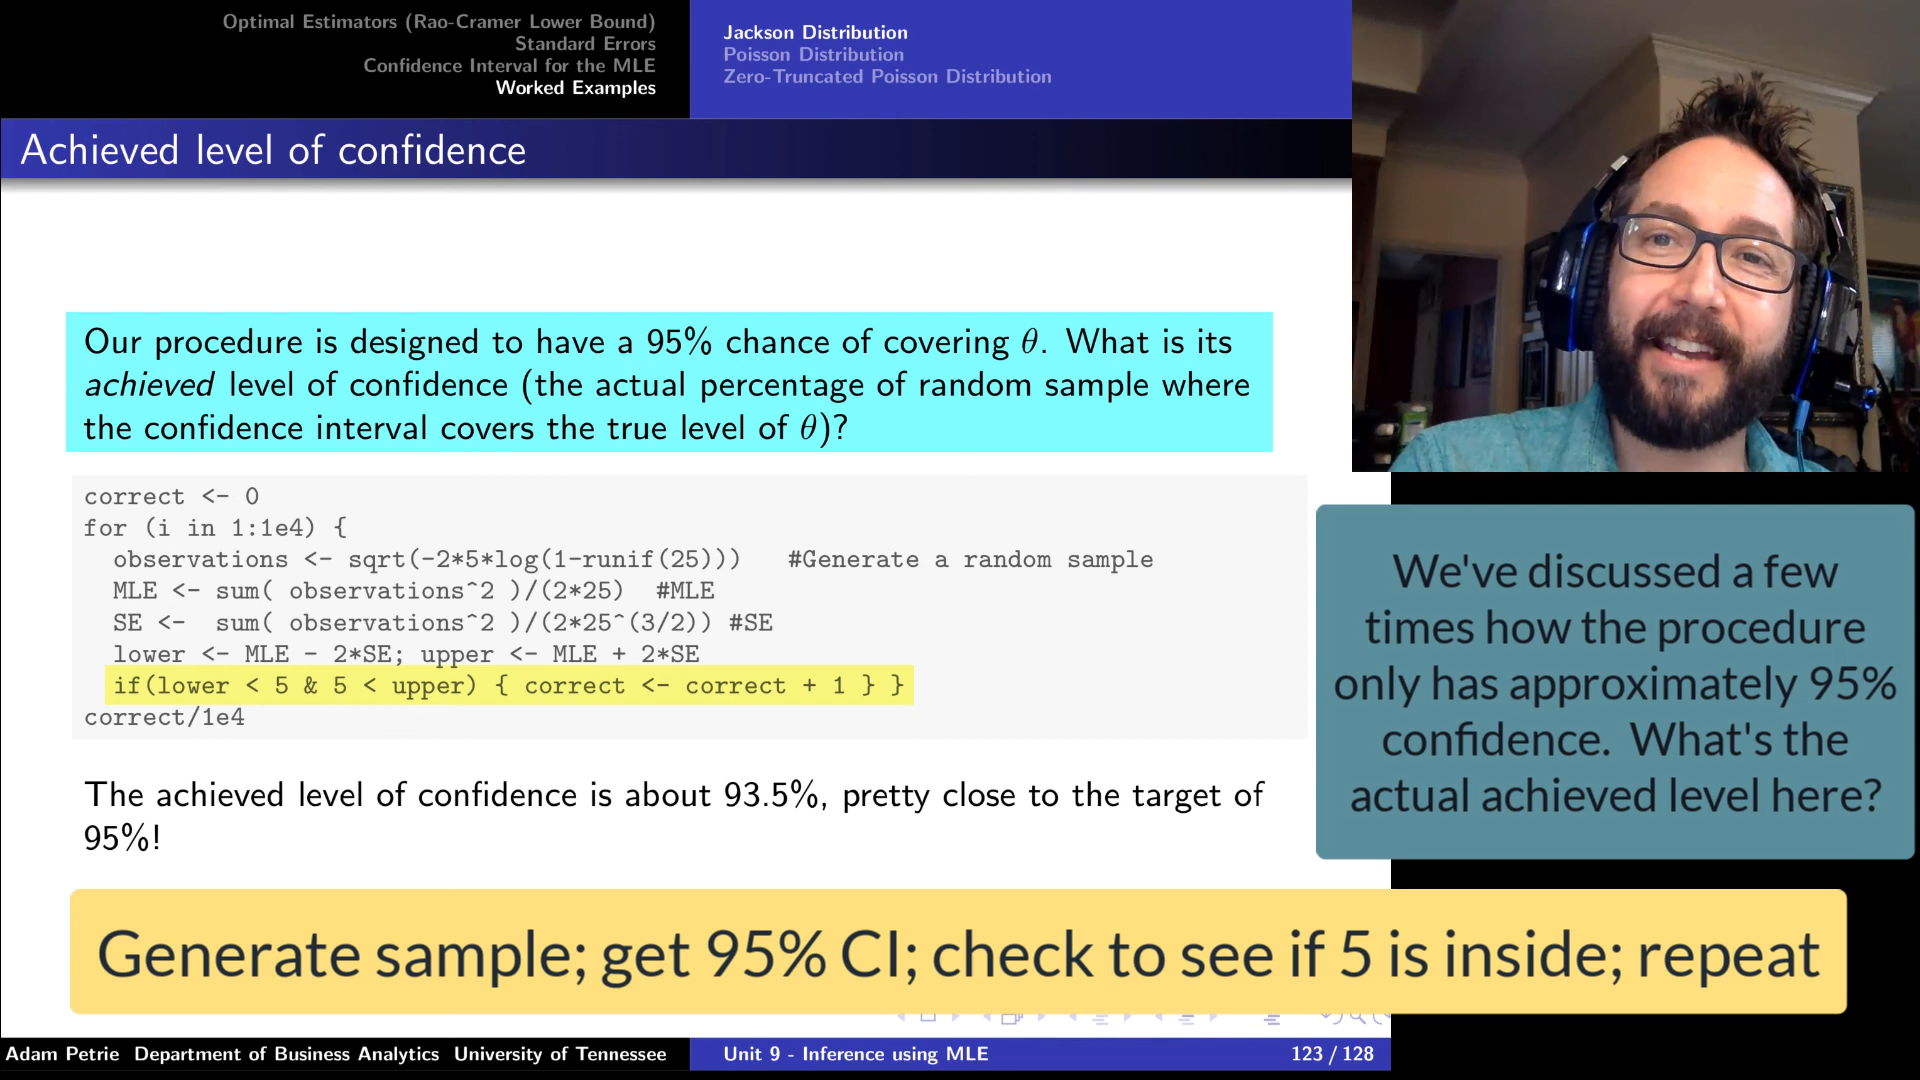 Optimal Estimators (Rao-Cramer Lower Bound)
Standard Errors
Confidence Interval for the MLE
Worked Examples
Jackson Distribution
Poisson Distribution
Zero-Truncated Poisson Distribution
Achieved level of confidence
Our procedure is designed to have a 95% chance of covering θ. What is its
achieved level of confidence (the actual percentage of random sample where
the confidence interval covers the true level of θ)?
correct <- 0
for (i in 1:1e4) {
observations <- sqrt(-2*5*log(1-runif(25))) #Generate a random sample
MLE <- sum( observations^2 )/(2*25) #MLE
SE <- sum( observations^2 )/(2*25^(3/2)) #SE
lower <- MLE - 2*SE; upper <- MLE + 2*SE
if(lower < 5 & 5 < upper) { correct <- correct + 1 } }
correct/1e4
The achieved level of confidence is about 93.5%, pretty close to the target of
95%!
We've discussed a few
times how the procedure
only has approximately 95%
confidence. What's the
actual achieved level here?
Generate sample; get 95% CI; check to see if 5 is inside; repeat
Adam Petrie Department of Business Analytics University of Tennessee
Unit 9 - Inference using MLE
123 / 128